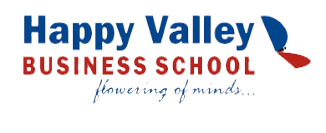 Happy Valley
BUSINESS SCHOOL
flowering of minds...